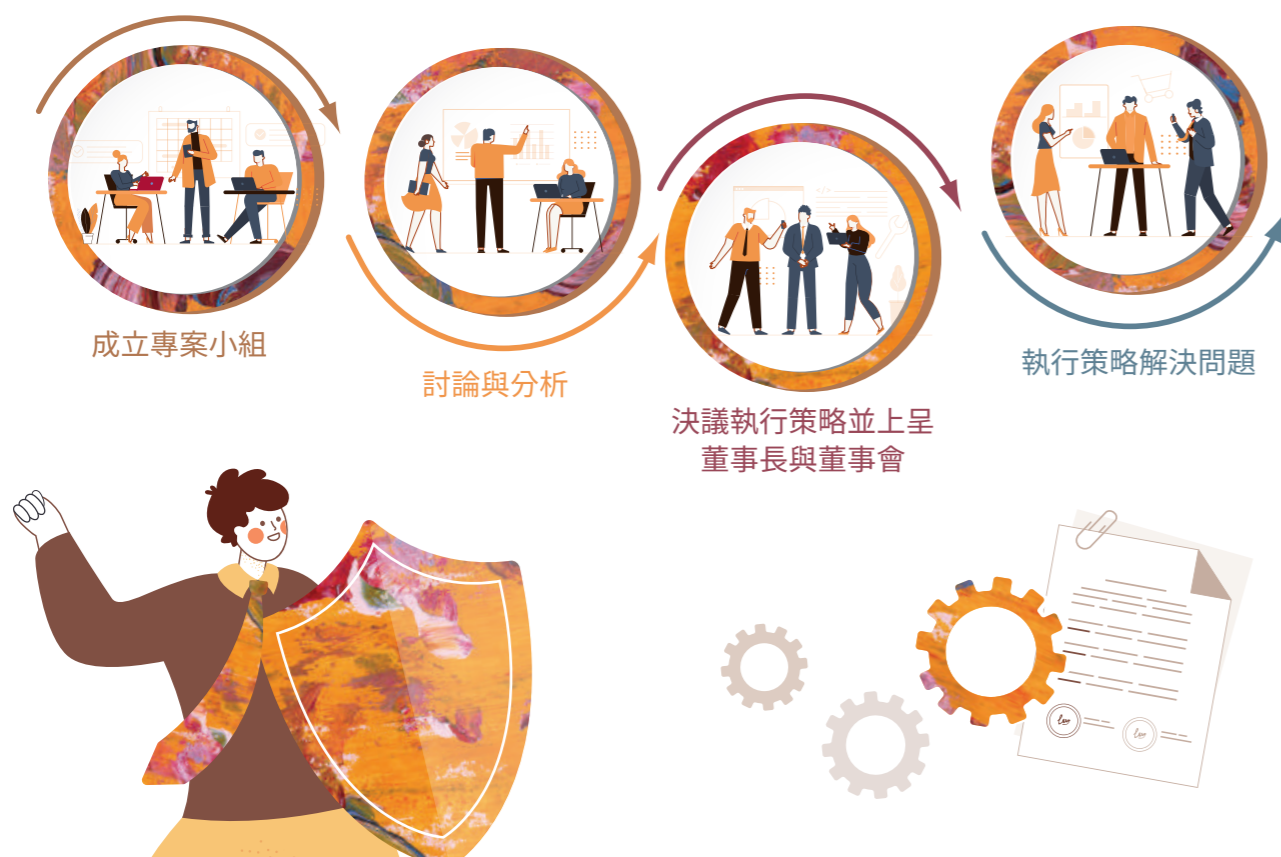 成立專案小組
討論與分析
決議執行策略並上呈
董事長與董事會
執行策略解決問題